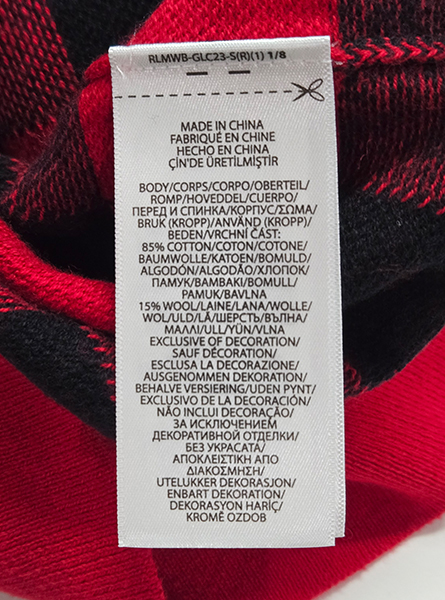 RLMWB-GLC23-S(R)(1) 1/8
MADE IN CHINA
FABRIQUÉ EN CHINE
HECHO EN CHINA
ÇİN'DE ÜRETİLMİŞTİR
BODY/CORPS/CORPO/OBERTEIL/
ROMP/HOVEDDEL/CUERPO/
ПЕРЕД И СПИНКА/КОРПУС/ΣΩΜΑ/
BRUK (KROPP)/ANVÄND (KROPP)/
BEDEN/VRCHNÍ ČÁST:
85% COTTON/COTON/COTONE/
BAUMWOLLE/KATOEN/BOMULD/
ALGODÓN/ALGODÃO/ХЛОПОК/
ПАМУК/ΒΑΜΒΑΚΙ/BOMULL/
PAMUK/BAVLNA
15% WOOL/LAINE/LANA/WOLLE/
WOL/ULD/LÃ/ШЕРСТЬ/ВЪЛНА/
ΜΑΛΛΙ/ULL/YÜN/VLNA
EXCLUSIVE OF DECORATION/
SAUF DÉCORATION/
ESCLUSA LA DECORAZIONE/
AUSGENOMMEN DEKORATION/
BEHALVE VERSIERING/UDEN PYNT/
EXCLUSIVO DE LA DECORACIÓN/
NÃO INCLUI DECORAÇÃO/
ЗА ИСКЛЮЧЕНИЕМ
ДЕКОРАТИВНОЙ ОТДЕЛКИ/
БЕЗ УКРАСАТА/
ΑΠΟΚΛΕΙΣΤΙΚΗ ΑΠΟ
ΔΙΑΚΟΣΜΗΣΗ/
UTELUKKER DEKORASJON/
ENBART DEKORATION/
DEKORASYON HARİÇ/
KROMĚ OZDOB